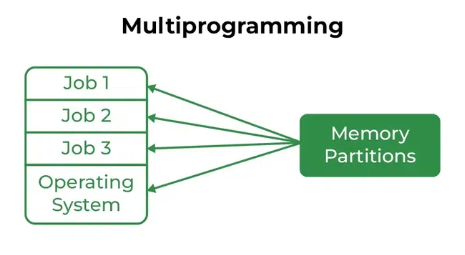 Multiprogramming
Job 1
Job 2
Job 3
Operating
System
Memory
Partitions